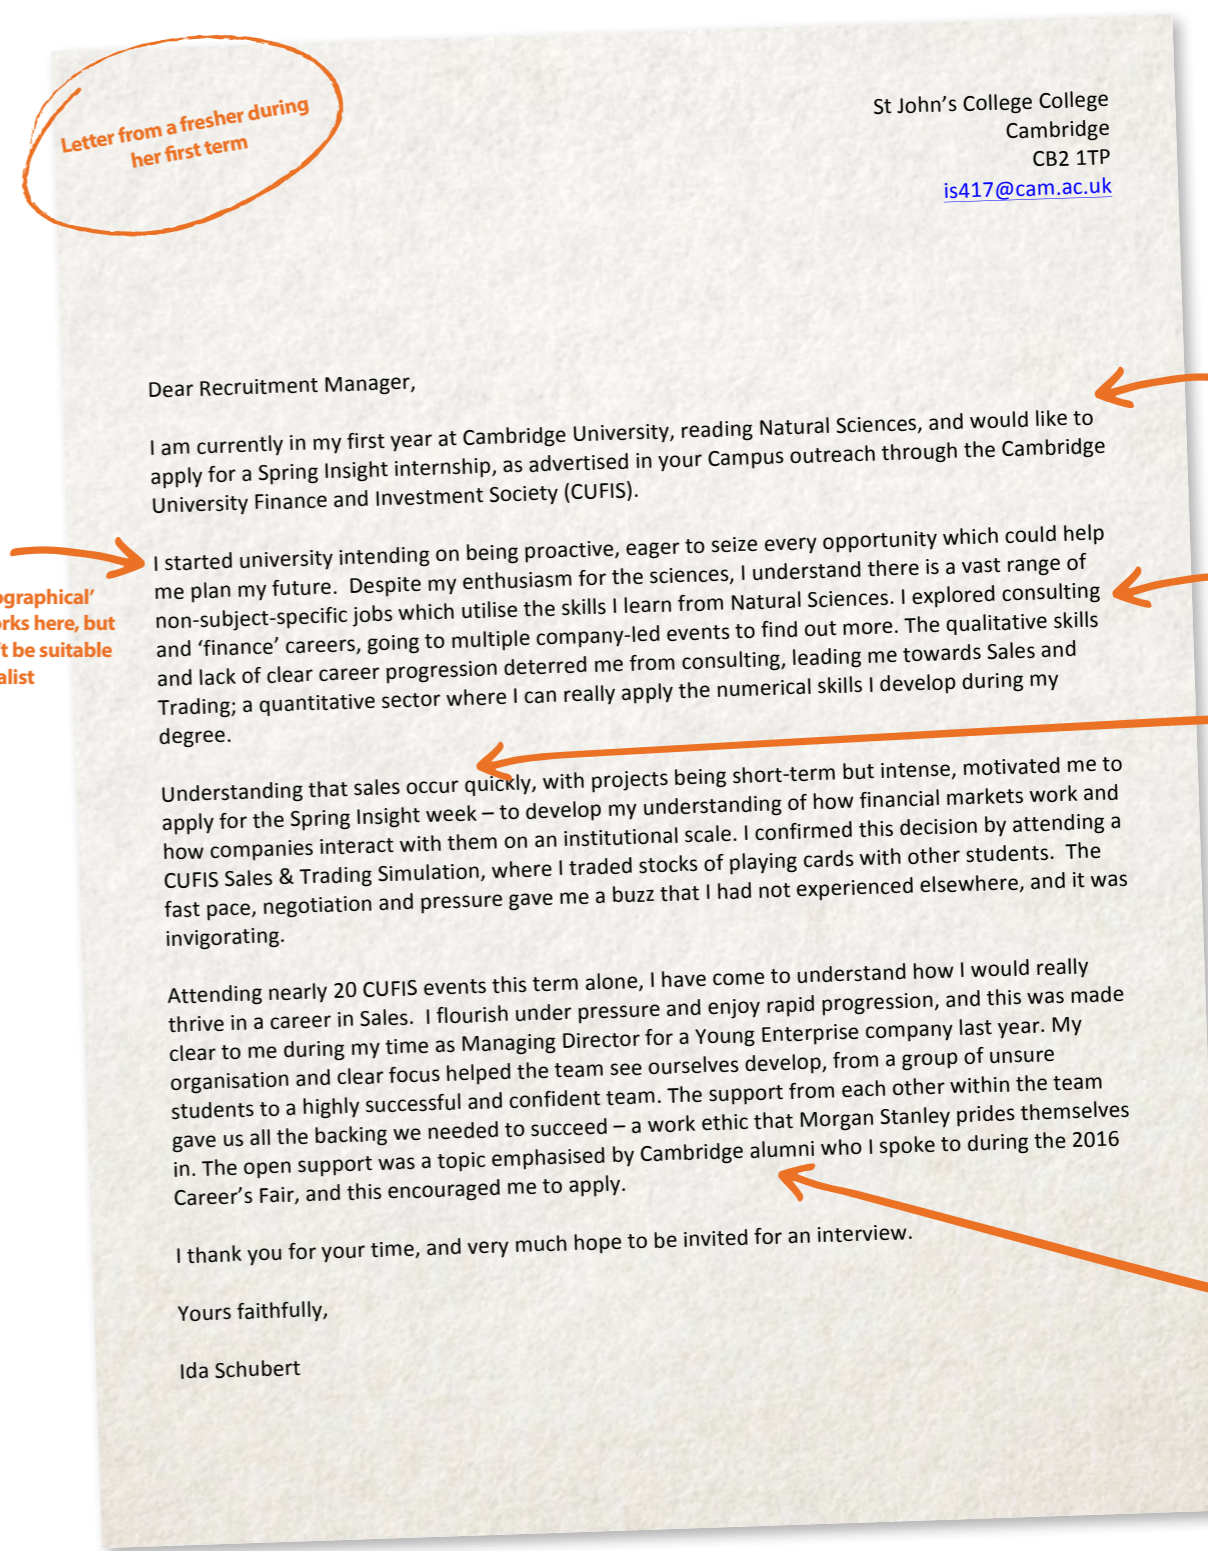 Letter from a fresher during
her first term
St John's College College
Cambridge
CB2 1TP
is417@cam.ac.uk
Dear Recruitment Manager,
I am currently in my first year at Cambridge University, reading Natural Sciences, and would like to
apply for a Spring Insight internship, as advertised in your Campus outreach through the Cambridge
University Finance and Investment Society (CUFIS).
I started university intending on being proactive, eager to seize every opportunity which could help
me plan my future.  Despite my enthusiasm for the sciences, I understand there is a vast range of
non-subject-specific jobs which utilise the skills I learn from Natural Sciences. I explored consulting
and ‘finance’ careers, going to multiple company-led events to find out more. The qualitative skills
and lack of clear career progression deterred me from consulting, leading me towards Sales and
Trading; a quantitative sector where I can really apply the numerical skills I develop during my
degree.
here, but
be suitable
Understanding that sales occur quickly, with projects being short-term but intense, motivated me to
apply for the Spring Insight week – to develop my understanding of how financial markets work and
how companies interact with them on an institutional scale. I confirmed this decision by attending a
CUFIS Sales & Trading Simulation, where I traded stocks of playing cards with other students.  The
fast pace, negotiation and pressure gave me a buzz that I had not experienced elsewhere, and it was
invigorating.
Attending nearly 20 CUFIS events this term alone, I have come to understand how I would really
thrive in a career in Sales.  I flourish under pressure and enjoy rapid progression, and this was made
clear to me during my time as Managing Director for a Young Enterprise company last year. My
organisation and clear focus helped the team see ourselves develop, from a group of unsure
students to a highly successful and confident team. The support from each other within the team
gave us all the backing we needed to succeed – a work ethic that Morgan Stanley prides themselves
in. The open support was a topic emphasised by Cambridge alumni who I spoke to during the 2016
Career's Fair, and this encouraged me to apply.
I thank you for your time, and very much hope to be invited for an interview.
Yours faithfully,
Ida Schubert